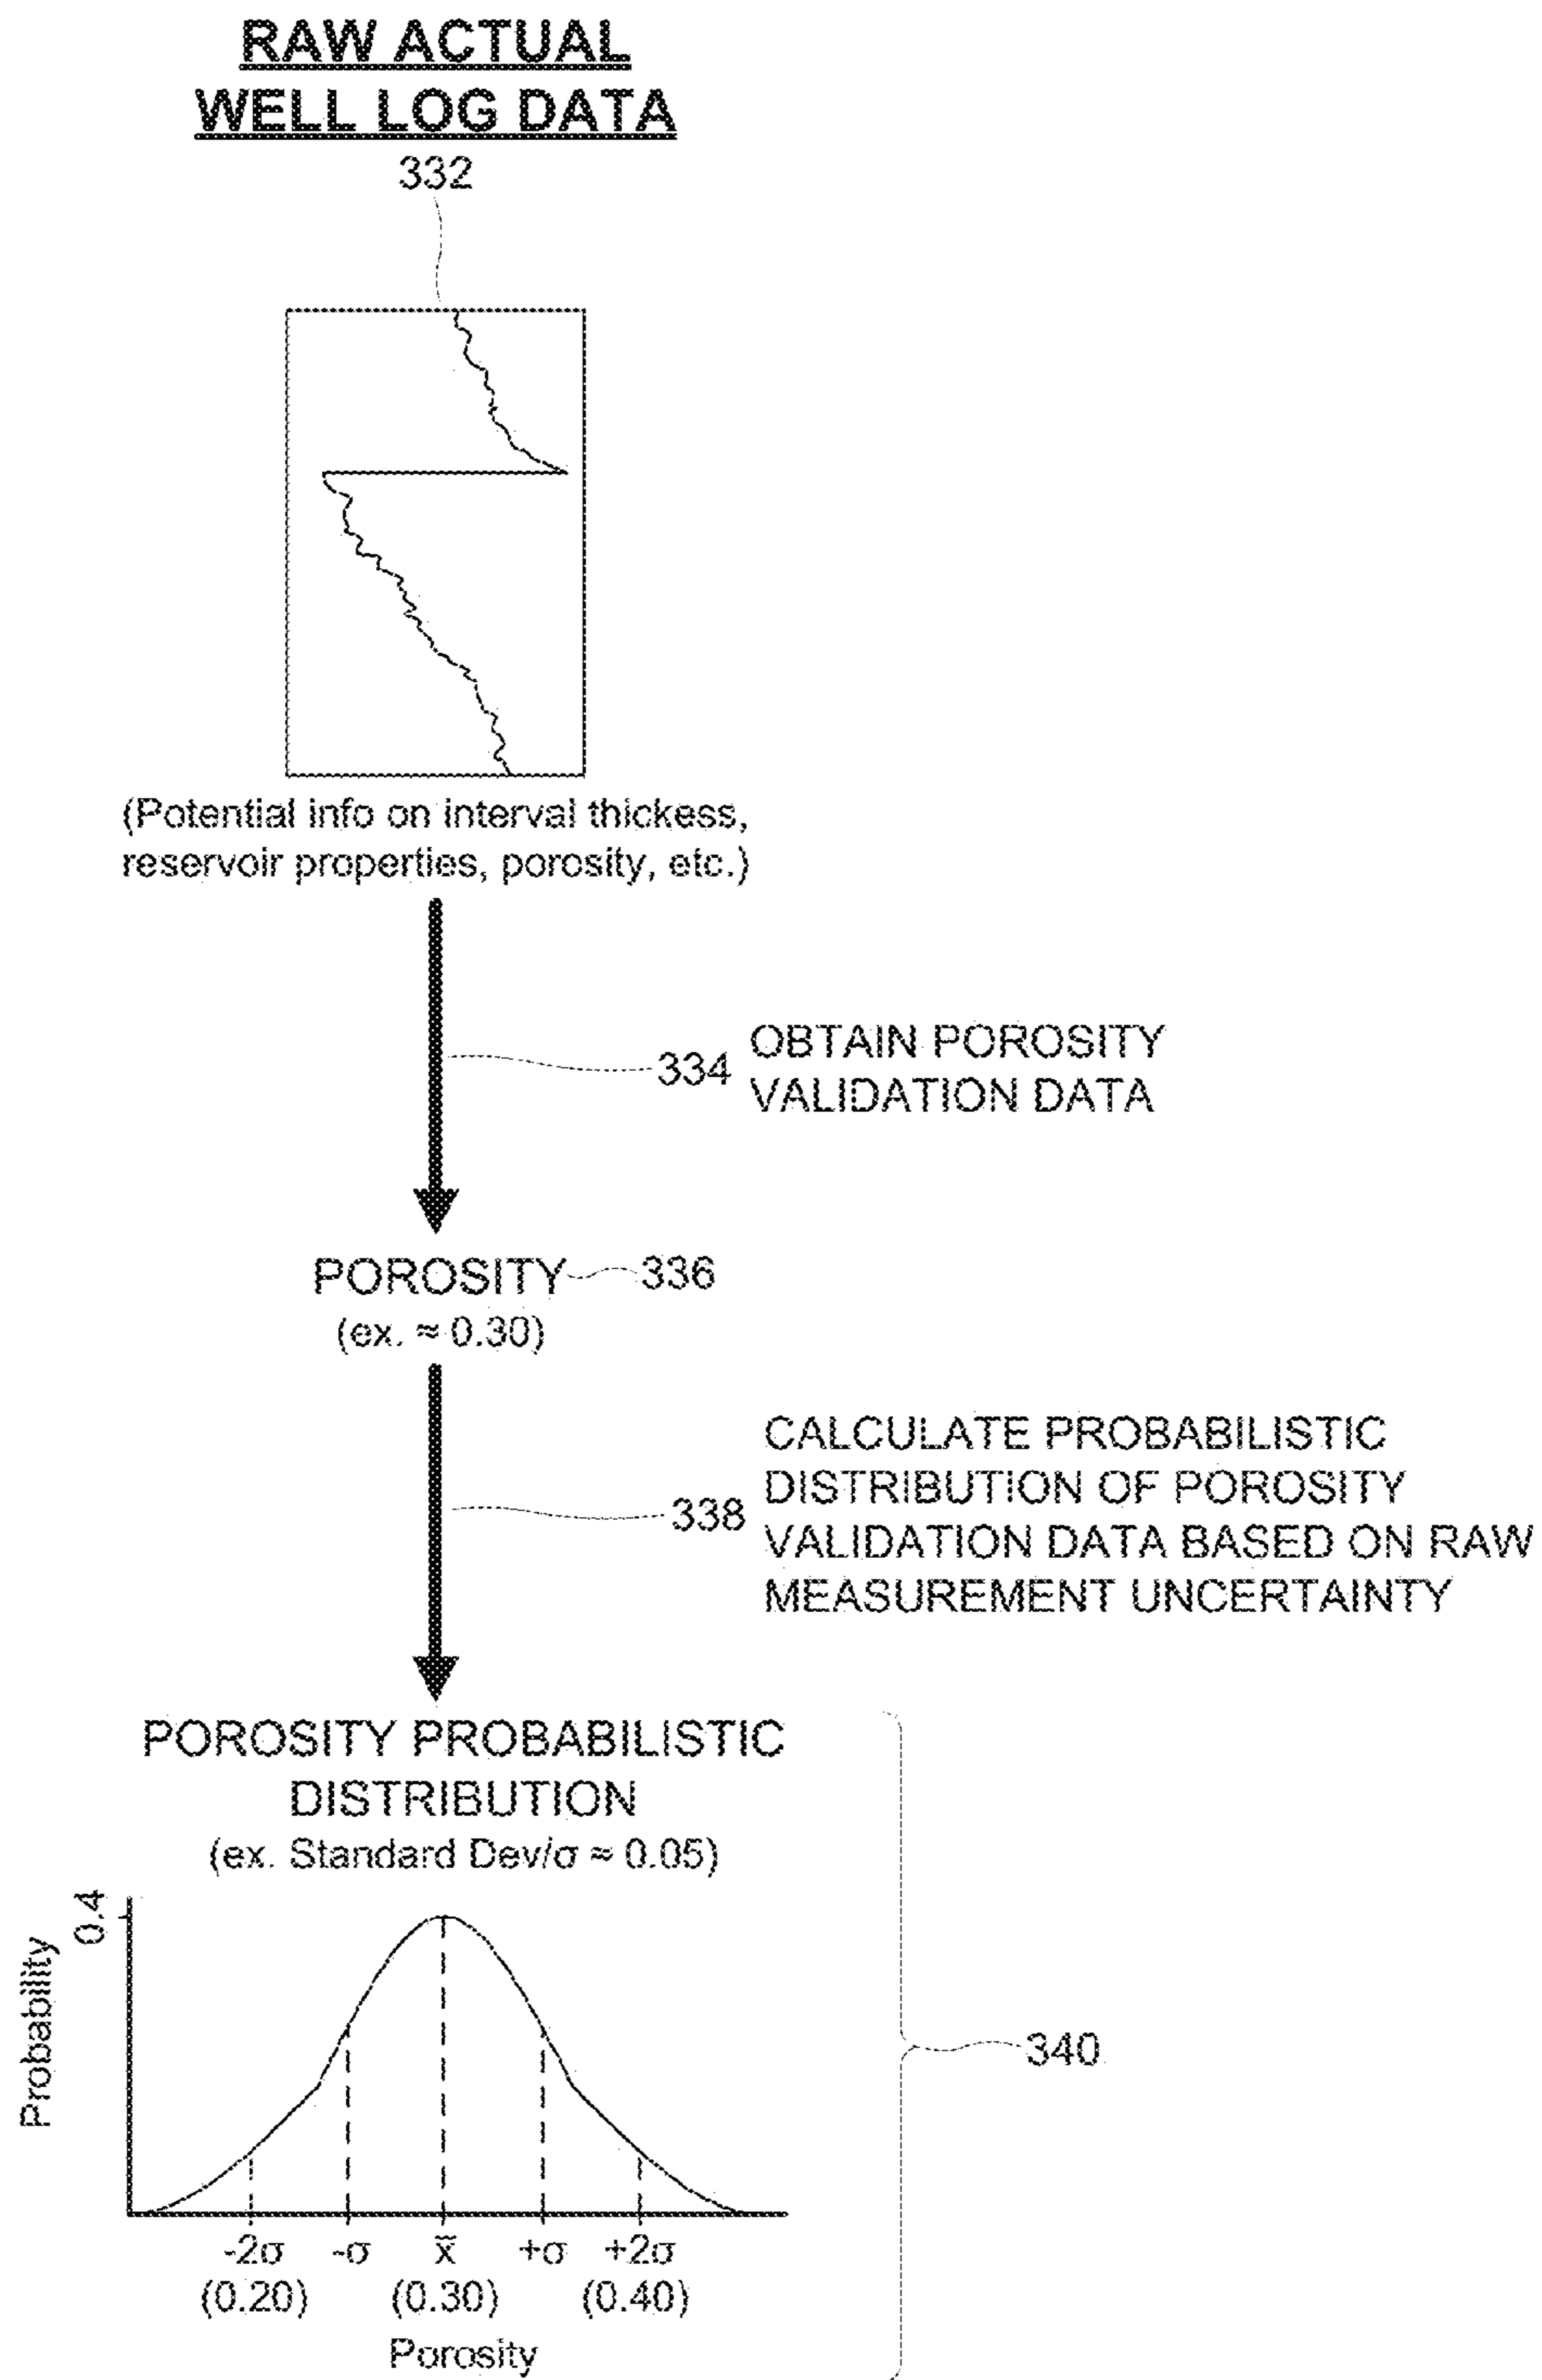 RAW ACTUAL
WELL LOG DATA
332
(Potential info on interval thickess,
reservoir properties, porosity, etc.)
334
OBTAIN POROSITY
VALIDATION DATA
POROSITY
336
(ex. ≈ 0.30)
338
CALCULATE PROBABILISTIC
DISTRIBUTION OF POROSITY
VALIDATION DATA BASED ON RAW
MEASUREMENT UNCERTAINTY
POROSITY PROBABILISTIC
DISTRIBUTION
(ex. Standard Dev/σ ≈ 0.05)
0.4
Probability
340
-2σ -σ x̃ +σ +2σ
(0.20) (0.30) (0.40)
Porosity